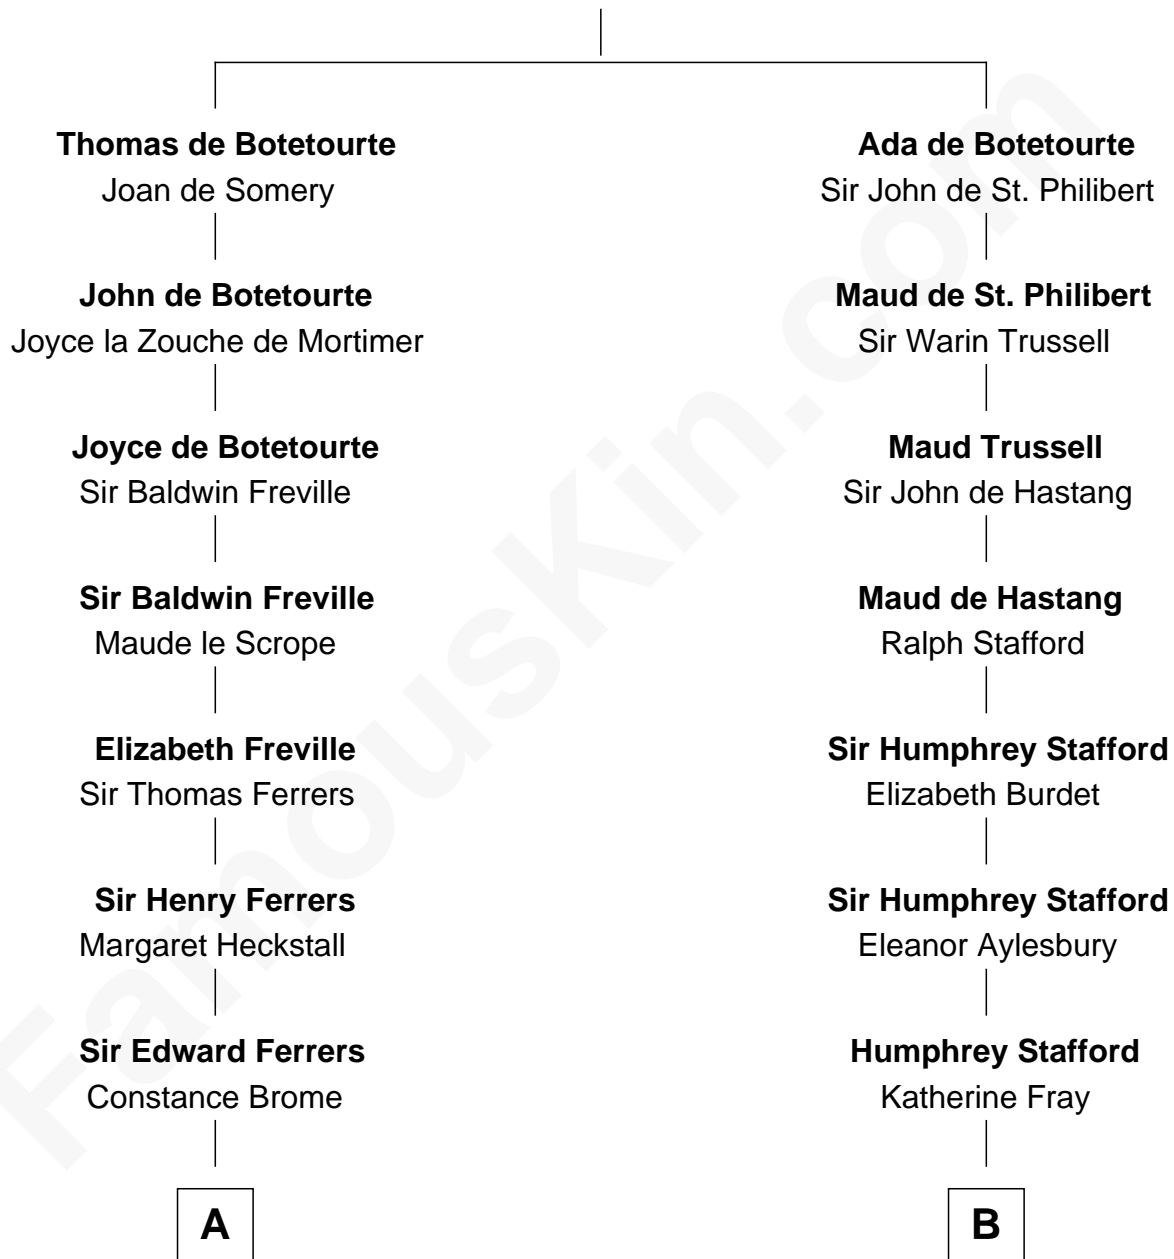 Thomas de Botetourte
Joan de Somery
Ada de Botetourte
Sir John de St. Philibert
John de Botetourte
Joyce la Zouche de Mortimer
Maud de St. Philibert
Sir Warin Trussell
Joyce de Botetourte
Sir Baldwin Freville
Maud Trussell
Sir John de Hastang
Sir Baldwin Freville
Maude le Scrope
Maud de Hastang
Ralph Stafford
Elizabeth Freville
Sir Thomas Ferrers
Sir Humphrey Stafford
Elizabeth Burdet
Sir Henry Ferrers
Margaret Heckstall
Sir Humphrey Stafford
Eleanor Aylesbury
Sir Edward Ferrers
Constance Brome
Humphrey Stafford
Katherine Fray
A
B
FamousKin.com